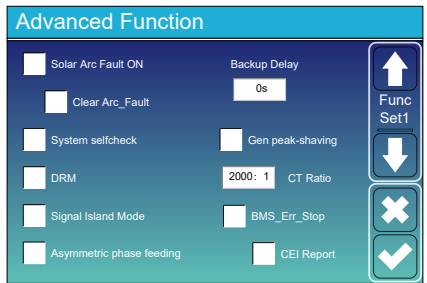 Advanced Function
Solar Arc Fault ON
Backup Delay
Clear Arc_Fault
0s
Func
Set1
System selfcheck
Gen peak-shaving
DRM
2000: 1
CT Ratio
Signal Island Mode
BMS_Err_Stop
Asymmetric phase feeding
CEI Report